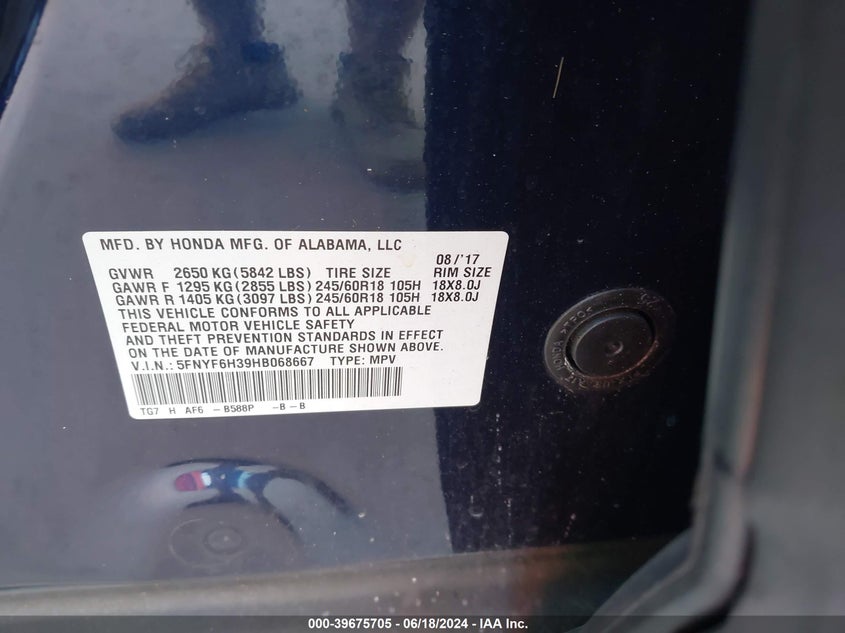 MFD. BY HONDA MFG. OF ALABAMA, LLC
08/'17
GVWR 2650 KG(5842 LBS) TIRE SIZE RIM SIZE
GAWR F 1295 KG(2855 LBS)245/60R18 105H 18X8.0J
GAWR R 1405 KG(3097 LBS)245/60R18 105H 18X8.0J
THIS VEHICLE CONFORMS TO ALL APPLICABLE
FEDERAL MOTOR VEHICLE SAFETY
AND THEFT PREVENTION STANDARDS IN EFFECT
ON THE DATE OF MANUFACTURE SHOWN ABOVE.
V.I.N.: 5FNYF6H39HB068667 TYPE: MPV
TG7 H AF6 -B588P -B-B
HONDA
000-39675705 - 06/18/2024 - IAA Inc.